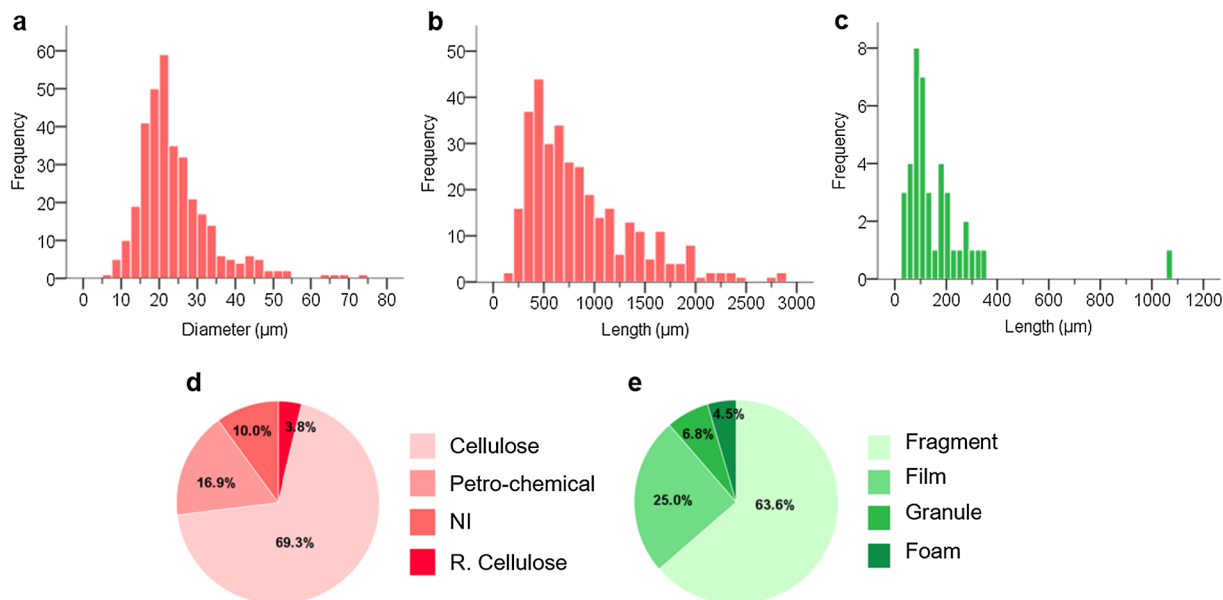 a
60
50
40
30
20
10
0
Frequency
0 10 20 30 40 50 60 70 80
Diameter (µm)
b
50
40
30
20
10
0
Frequency
0 500 1000 1500 2000 2500 3000
Length (µm)
c
8
6
4
2
0
Frequency
0 200 400 600 800 1000 1200
Length (µm)
d
10.0%
3.8%
16.9%
69.3%
Cellulose
Petro-chemical
NI
R. Cellulose
e
4.5%
6.8%
25.0%
63.6%
Fragment
Film
Granule
Foam